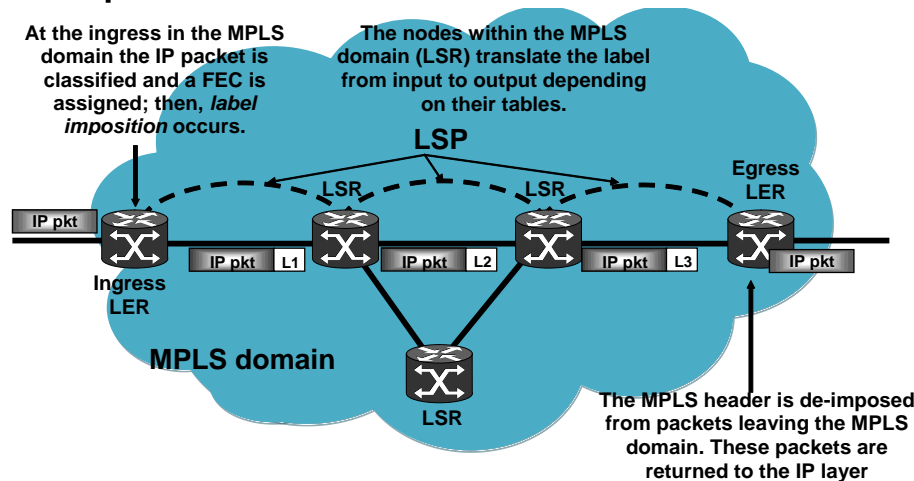 At the ingress in the MPLS
domain the IP packet is
classified and a FEC is
assigned; then, label
imposition occurs.
The nodes within the MPLS
domain (LSR) translate the label
from input to output depending
on their tables.
LSP
LSR
LSR
Egress
LER
IP pkt
IP pkt L1
IP pkt L2
IP pkt L3
IP pkt
Ingress
LER
MPLS domain
LSR
The MPLS header is de-imposed
from packets leaving the MPLS
domain. These packets are
returned to the IP layer